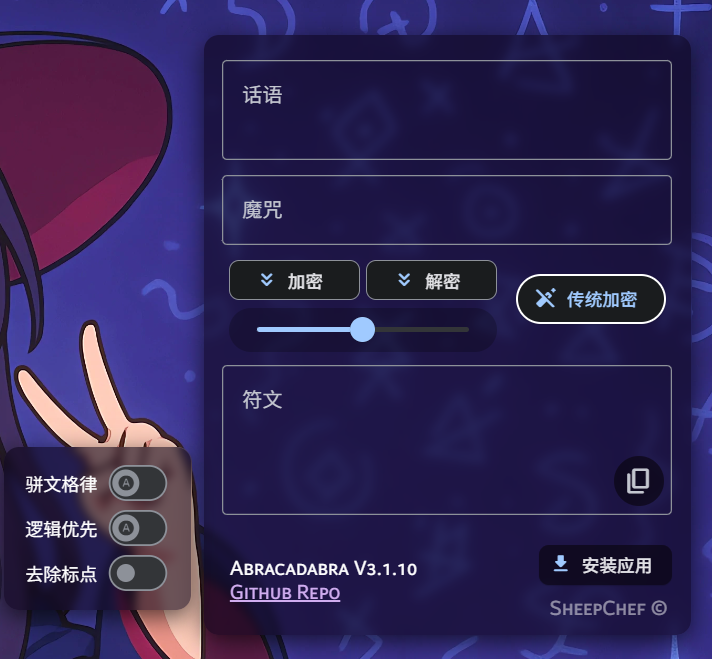 话语
魔咒
加密
解密
传统加密
符文
骈文格律 A
逻辑优先 A
去除标点
Abracadabra V3.1.10
Github Repo
安装应用
SheepChef ©